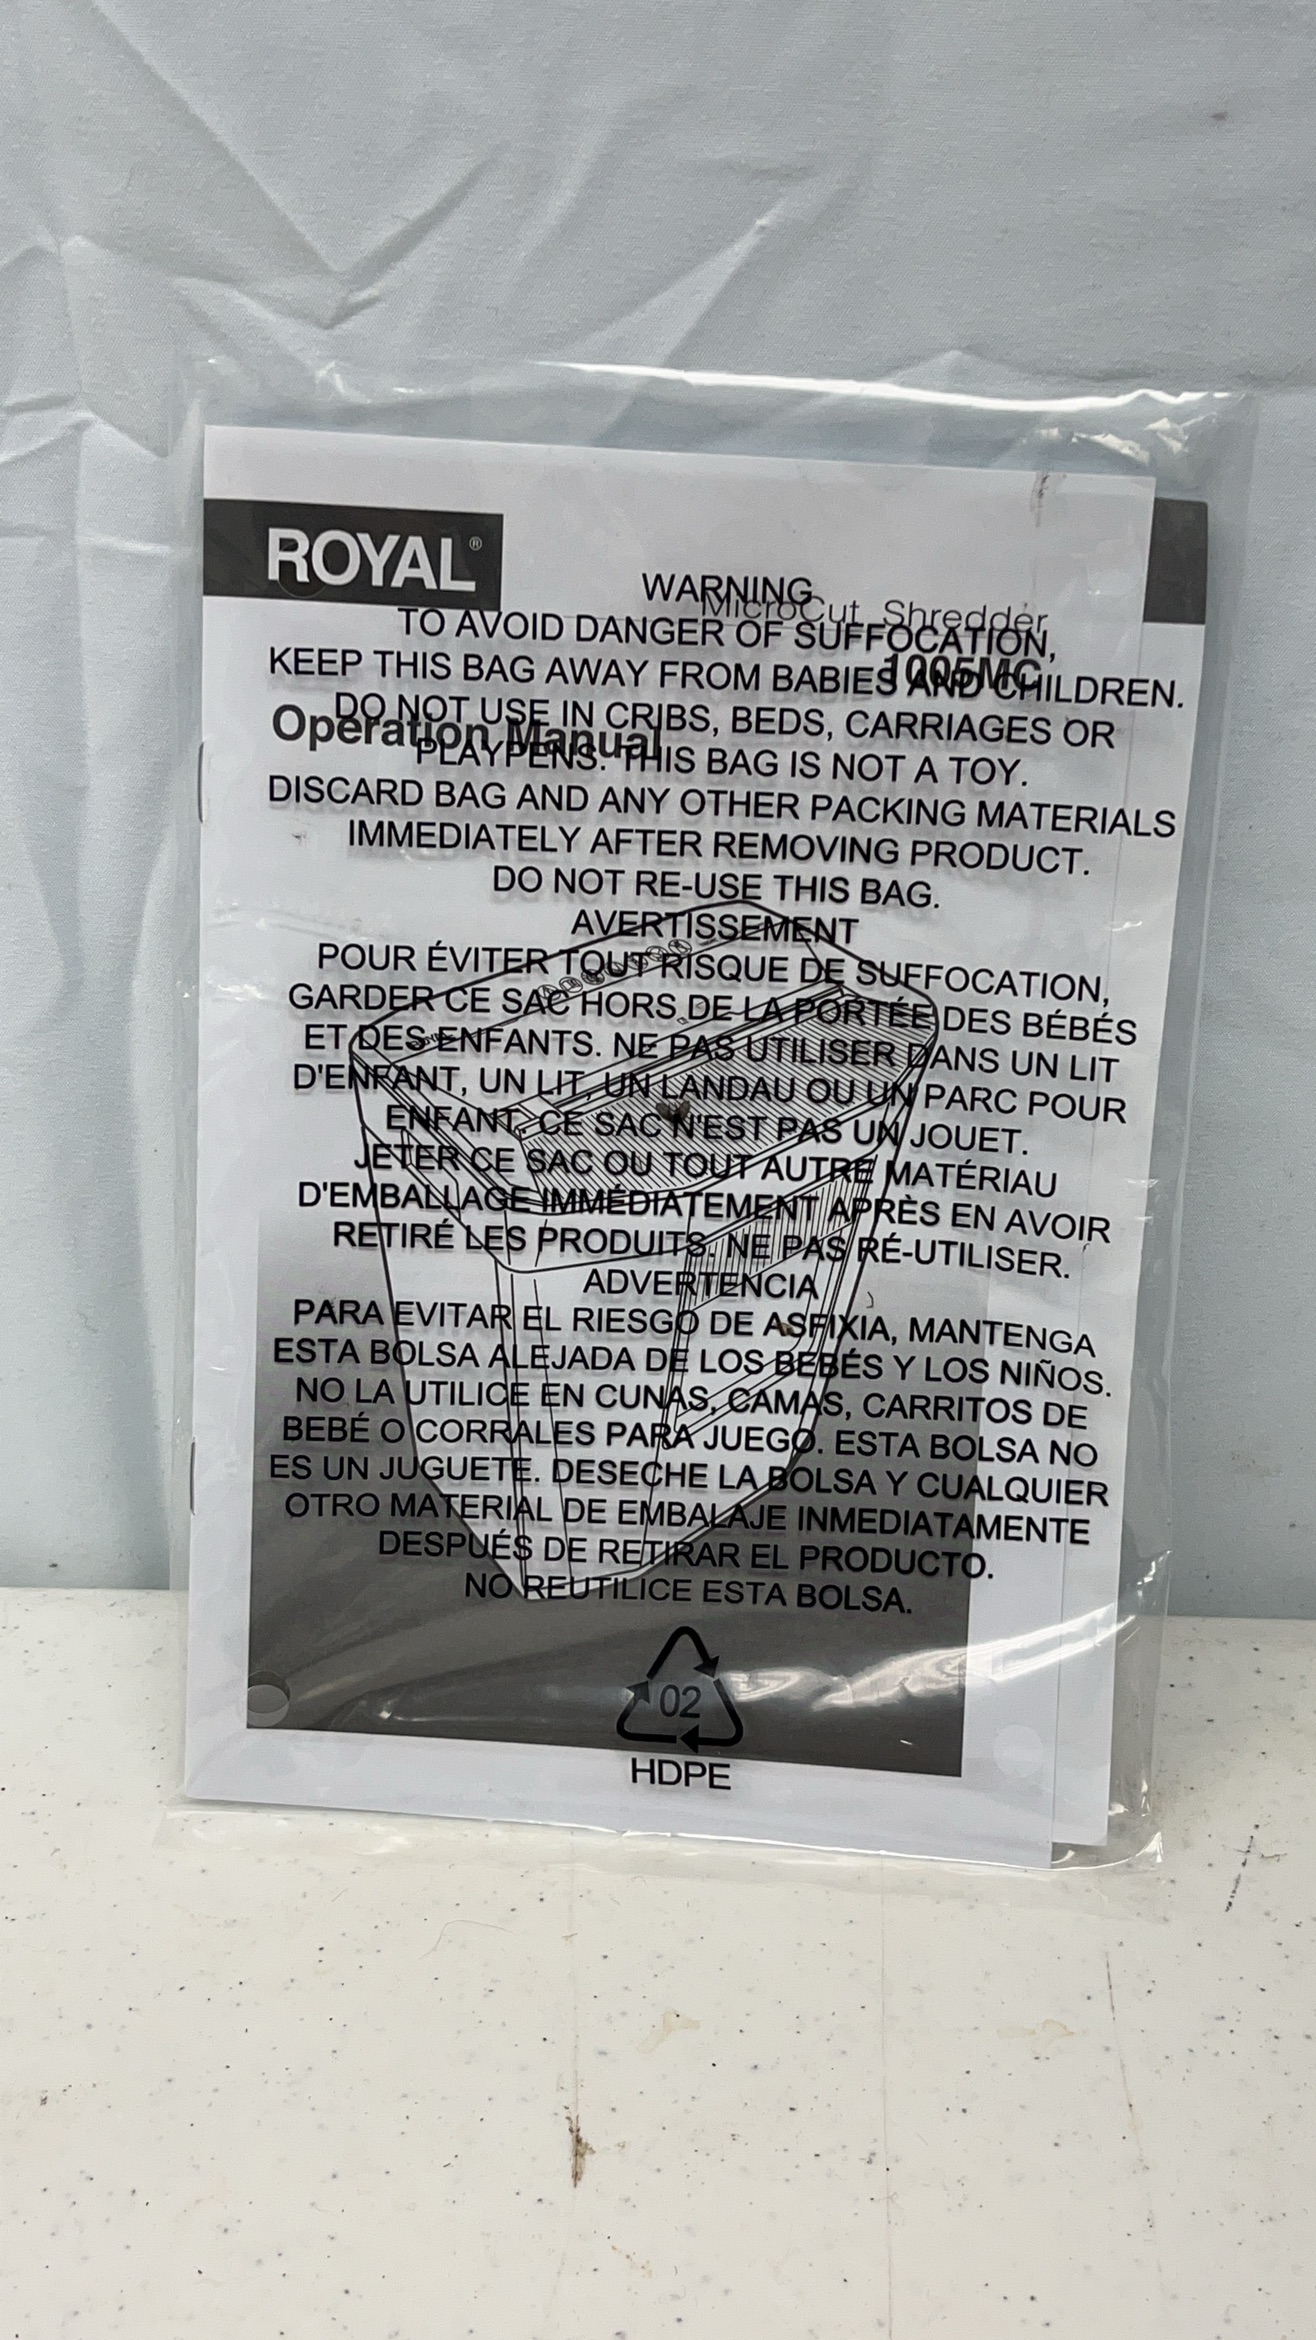 ROYAL®
MicroCut Shredder
1005MC
Operation Manual
WARNING
TO AVOID DANGER OF SUFFOCATION,
KEEP THIS BAG AWAY FROM BABIES AND CHILDREN.
DO NOT USE IN CRIBS, BEDS, CARRIAGES OR
PLAYPENS. THIS BAG IS NOT A TOY.
DISCARD BAG AND ANY OTHER PACKING MATERIALS
IMMEDIATELY AFTER REMOVING PRODUCT.
DO NOT RE-USE THIS BAG.
AVERTISSEMENT
POUR ÉVITER TOUT RISQUE DE SUFFOCATION,
GARDER CE SAC HORS DE LA PORTÉE DES BÉBÉS
ET DES ENFANTS. NE PAS UTILISER DANS UN LIT
D'ENFANT, UN LIT, UN LANDAU OU UN PARC POUR
ENFANT. CE SAC N'EST PAS UN JOUET.
JETER CE SAC OU TOUT AUTRE MATÉRIAU
D'EMBALLAGE IMMÉDIATEMENT APRÈS EN AVOIR
RETIRÉ LES PRODUITS. NE PAS RÉ-UTILISER.
ADVERTENCIA
PARA EVITAR EL RIESGO DE ASFIXIA, MANTENGA
ESTA BOLSA ALEJADA DE LOS BEBÉS Y LOS NIÑOS.
NO LA UTILICE EN CUNAS, CAMAS, CARRITOS DE
BEBÉ O CORRALES PARA JUEGO. ESTA BOLSA NO
ES UN JUGUETE. DESECHE LA BOLSA Y CUALQUIER
OTRO MATERIAL DE EMBALAJE INMEDIATAMENTE
DESPUÉS DE RETIRAR EL PRODUCTO.
NO REUTILICE ESTA BOLSA.
02
HDPE